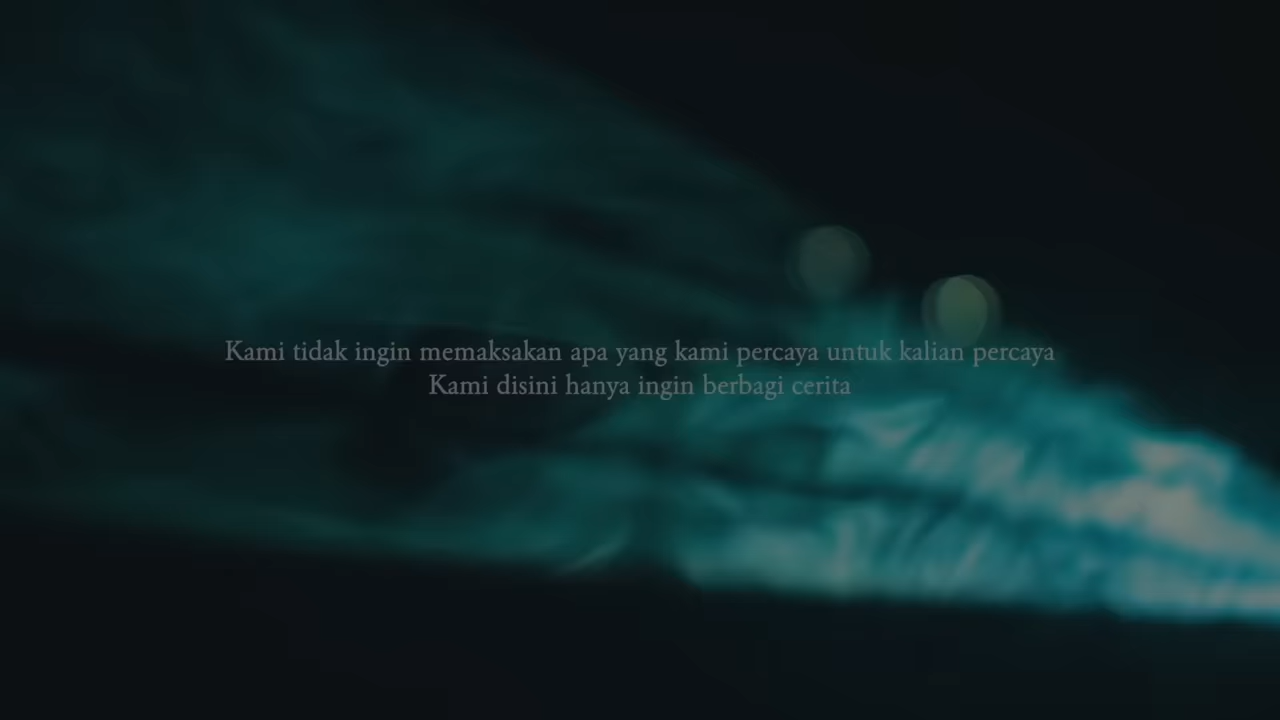 Kami tidak ingin memaksakan apa yang kami percaya untuk kalian percaya
Kami disini hanya ingin berbagi cerita